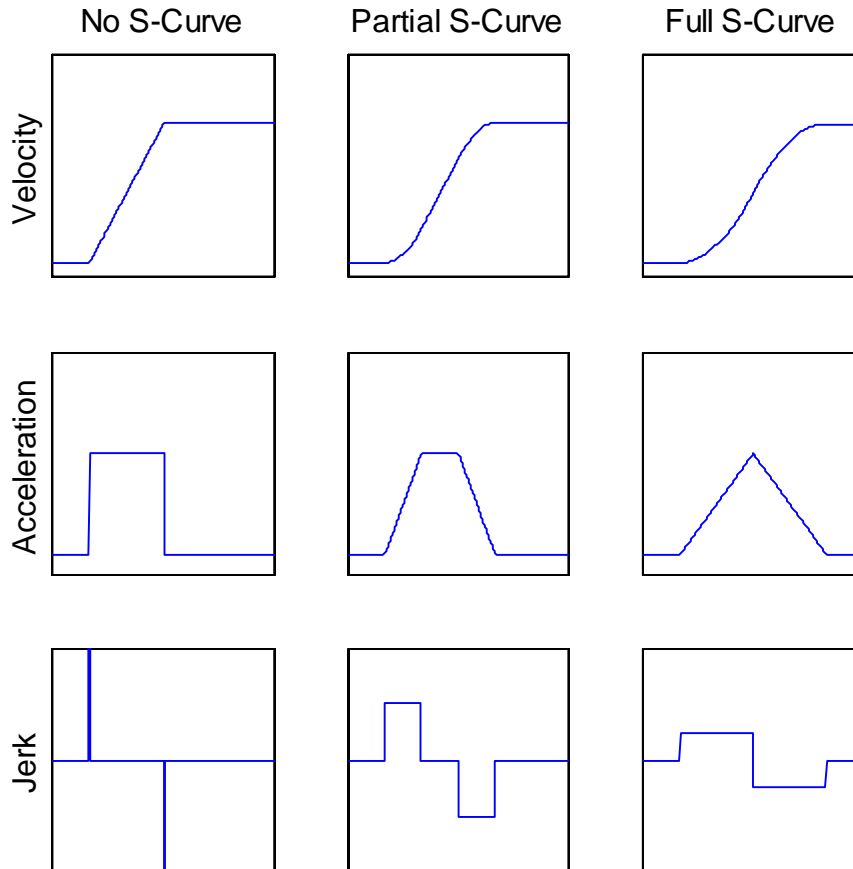 No S-Curve
Partial S-Curve
Full S-Curve
Velocity
Acceleration
Jerk